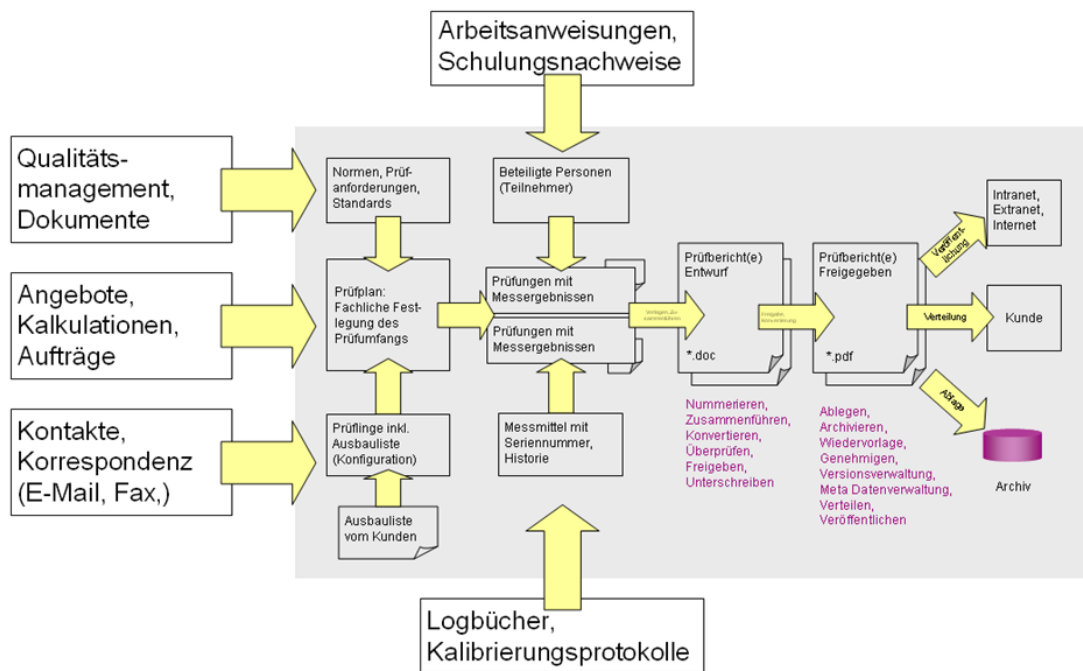 Arbeitsanweisungen,
Schulungsnachweise
Qualitäts-
management,
Dokumente
Normen, Prüf-
anforderungen,
Standards
Beteiligte Personen
(Teilnehmer)
Intranet,
Extranet,
Internet
Veröffent-
lichung
Angebote,
Kalkulationen,
Aufträge
Prüfplan:
Fachliche Fest-
legung des
Prüfumfangs
Prüfungen mit
Messergebnissen
Prüfungen mit
Messergebnissen
Prüfbericht(e)
Entwurf
*.doc
Prüfbericht(e)
Freigegeben
*.pdf
Verteilung
Kunde
Ablage
Archiv
Kontakte,
Korrespondenz
(E-Mail, Fax,)
Prüflinge inkl.
Ausbauliste
(Konfiguration)
Messmittel mit
Seriennummer,
Historie
Nummerieren,
Zusammenführen,
Konvertieren,
Überprüfen,
Freigeben,
Unterschreiben
Ablegen,
Archivieren,
Wiedervorlage,
Genehmigen,
Versionsverwaltung,
Meta Datenverwaltung,
Verteilen,
Veröffentlichen
Ausbauliste
vom Kunden
Logbücher,
Kalibrierungsprotokolle